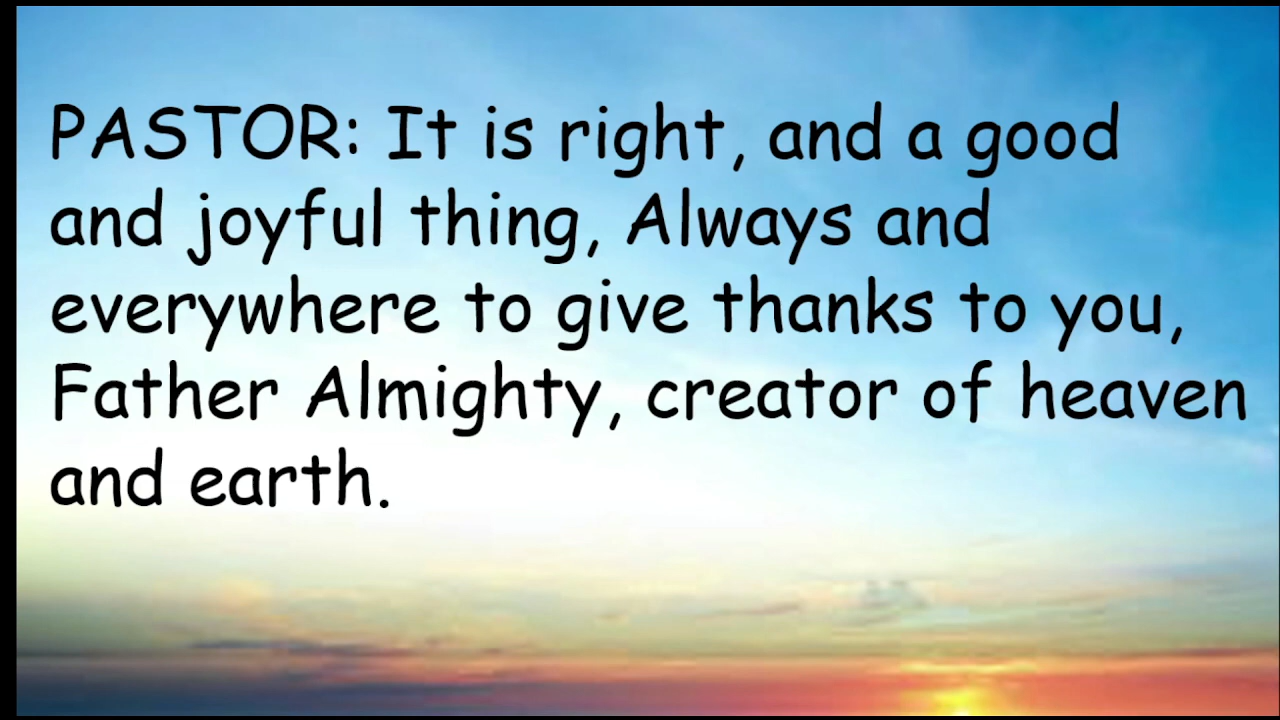 PASTOR: It is right, and a good
and joyful thing, Always and
everywhere to give thanks to you,
Father Almighty, creator of heaven
and earth.